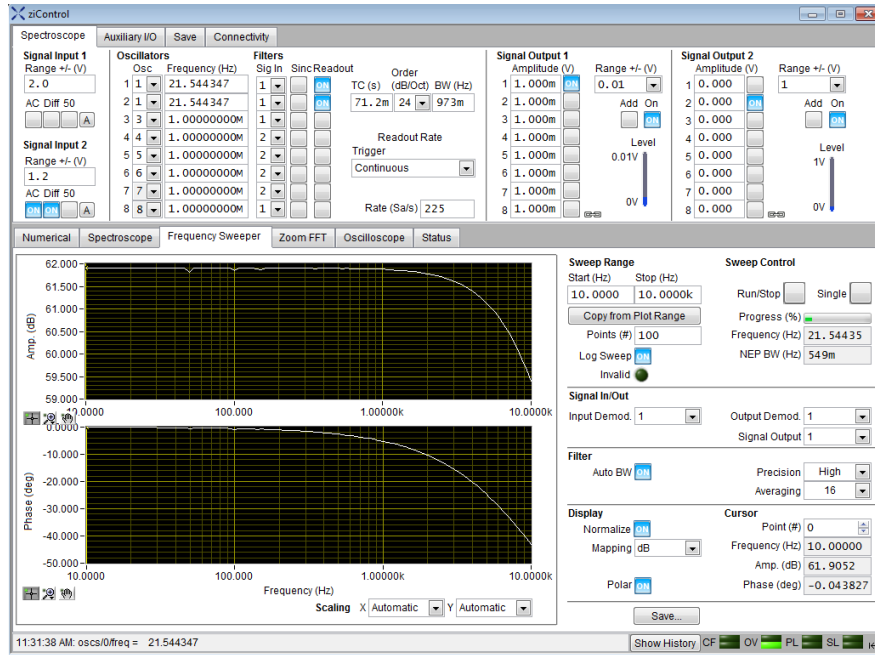 ziControl
Spectroscope Auxiliary I/O Save Connectivity
Signal Input 1 Oscillators Filters Signal Output 1 Signal Output 2
Range +/- (V) Osc Frequency (Hz) Sig In Sinc Readout Order Amplitude (V) Range +/- (V) Amplitude (V) Range +/- (V)
TC (s) (dB/Oct) BW (Hz)
2.0 1 1 21.544347 1 ON 1 1.000m ON 0.01 1 0.000 1
AC Diff 50 2 1 21.544347 1 ON 71.2m 24 973m 2 1.000m Add On 2 0.000 ON Add On
A 3 3 1.00000000M 1 3 1.000m ON 3 0.000 ON
Signal Input 2 4 4 1.00000000M 2 Readout Rate 4 1.000m Level 4 0.000 Level
Range +/- (V) 5 5 1.00000000M 2 Trigger 5 1.000m 0.01V 5 0.000 1V
1.2 6 6 1.00000000M 2 Continuous 6 1.000m 6 0.000
AC Diff 50 7 7 1.00000000M 2 7 1.000m 7 0.000
ON ON A 8 8 1.00000000M 1 Rate (Sa/s) 225 8 1.000m 0V 8 0.000 0V
Numerical Spectroscope Frequency Sweeper Zoom FFT Oscilloscope Status
62.000
61.500
61.000
60.500
60.000
59.500
59.000
Amp. (dB)
10.0000 100.000 1.00000k 10.0000k
0.0000
-10.000
-20.000
-30.000
-40.000
-50.000
Phase (deg)
10.0000 100.000 1.00000k 10.0000k
Frequency (Hz)
Scaling X Automatic Y Automatic
Sweep Range Sweep Control
Start (Hz) Stop (Hz)
10.0000 10.0000k Run/Stop Single
Copy from Plot Range Progress (%)
Points (#) 100 Frequency (Hz) 21.54435
Log Sweep ON NEP BW (Hz) 549m
Invalid
Signal In/Out
Input Demod. 1 Output Demod. 1
Signal Output 1
Filter
Auto BW ON Precision High
Averaging 16
Display Cursor
Normalize ON Point (#) 0
Mapping dB Frequency (Hz) 10.00000
Amp. (dB) 61.9052
Polar ON Phase (deg) -0.043827
Save...
11:31:38 AM: oscs/0/freq = 21.544347 Show History CF OV PL SL